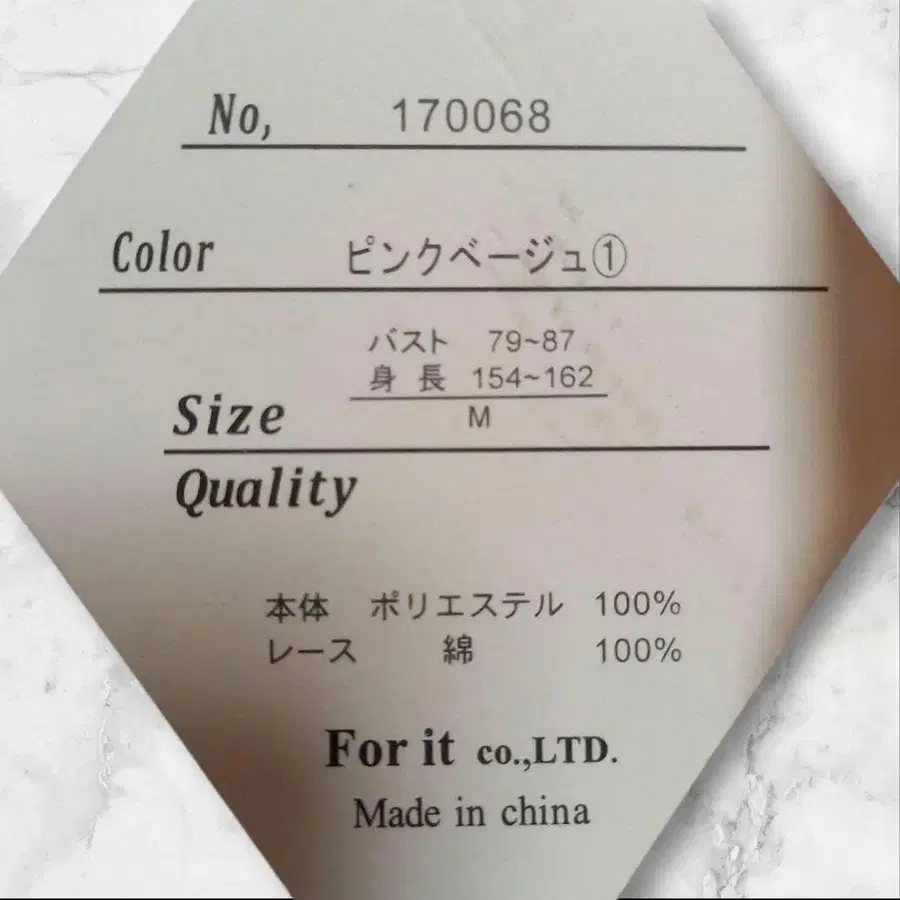 No, 170068
Color ピンクベージュ①
バスト 79~87
身 長 154~162
Size M
Quality
本体 ポリエステル 100%
レース 綿 100%
For it co.,LTD.
Made in china